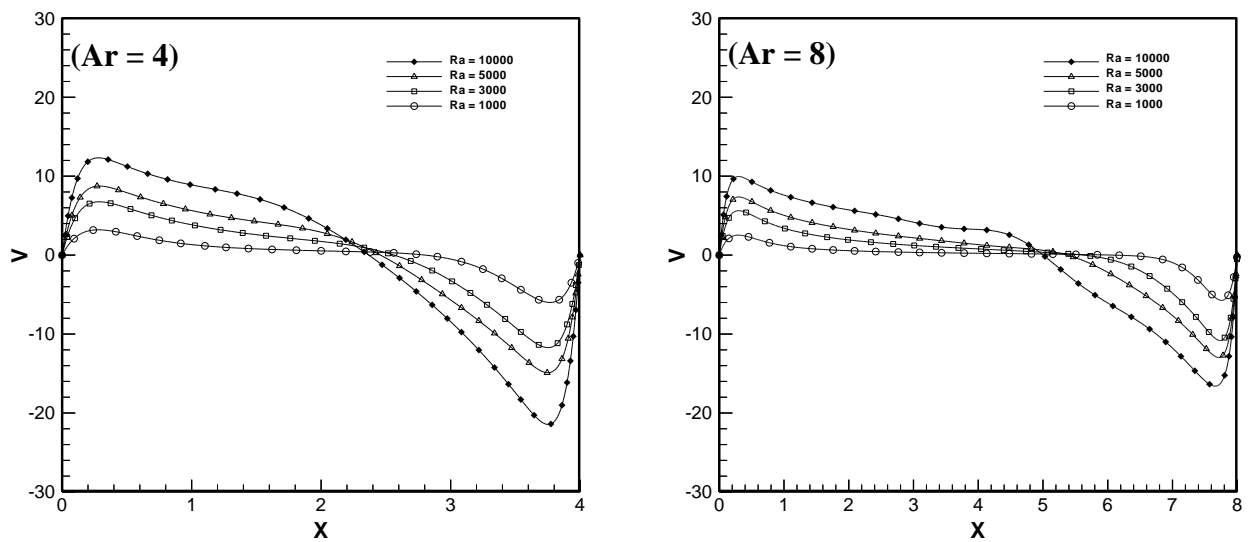 (Ar = 4)
Ra = 10000
Ra = 5000
Ra = 3000
Ra = 1000
30
20
10
0
-10
-20
-30
V
0 1 2 3 4
X
(Ar = 8)
Ra = 10000
Ra = 5000
Ra = 3000
Ra = 1000
30
20
10
0
-10
-20
-30
V
0 1 2 3 4 5 6 7 8
X